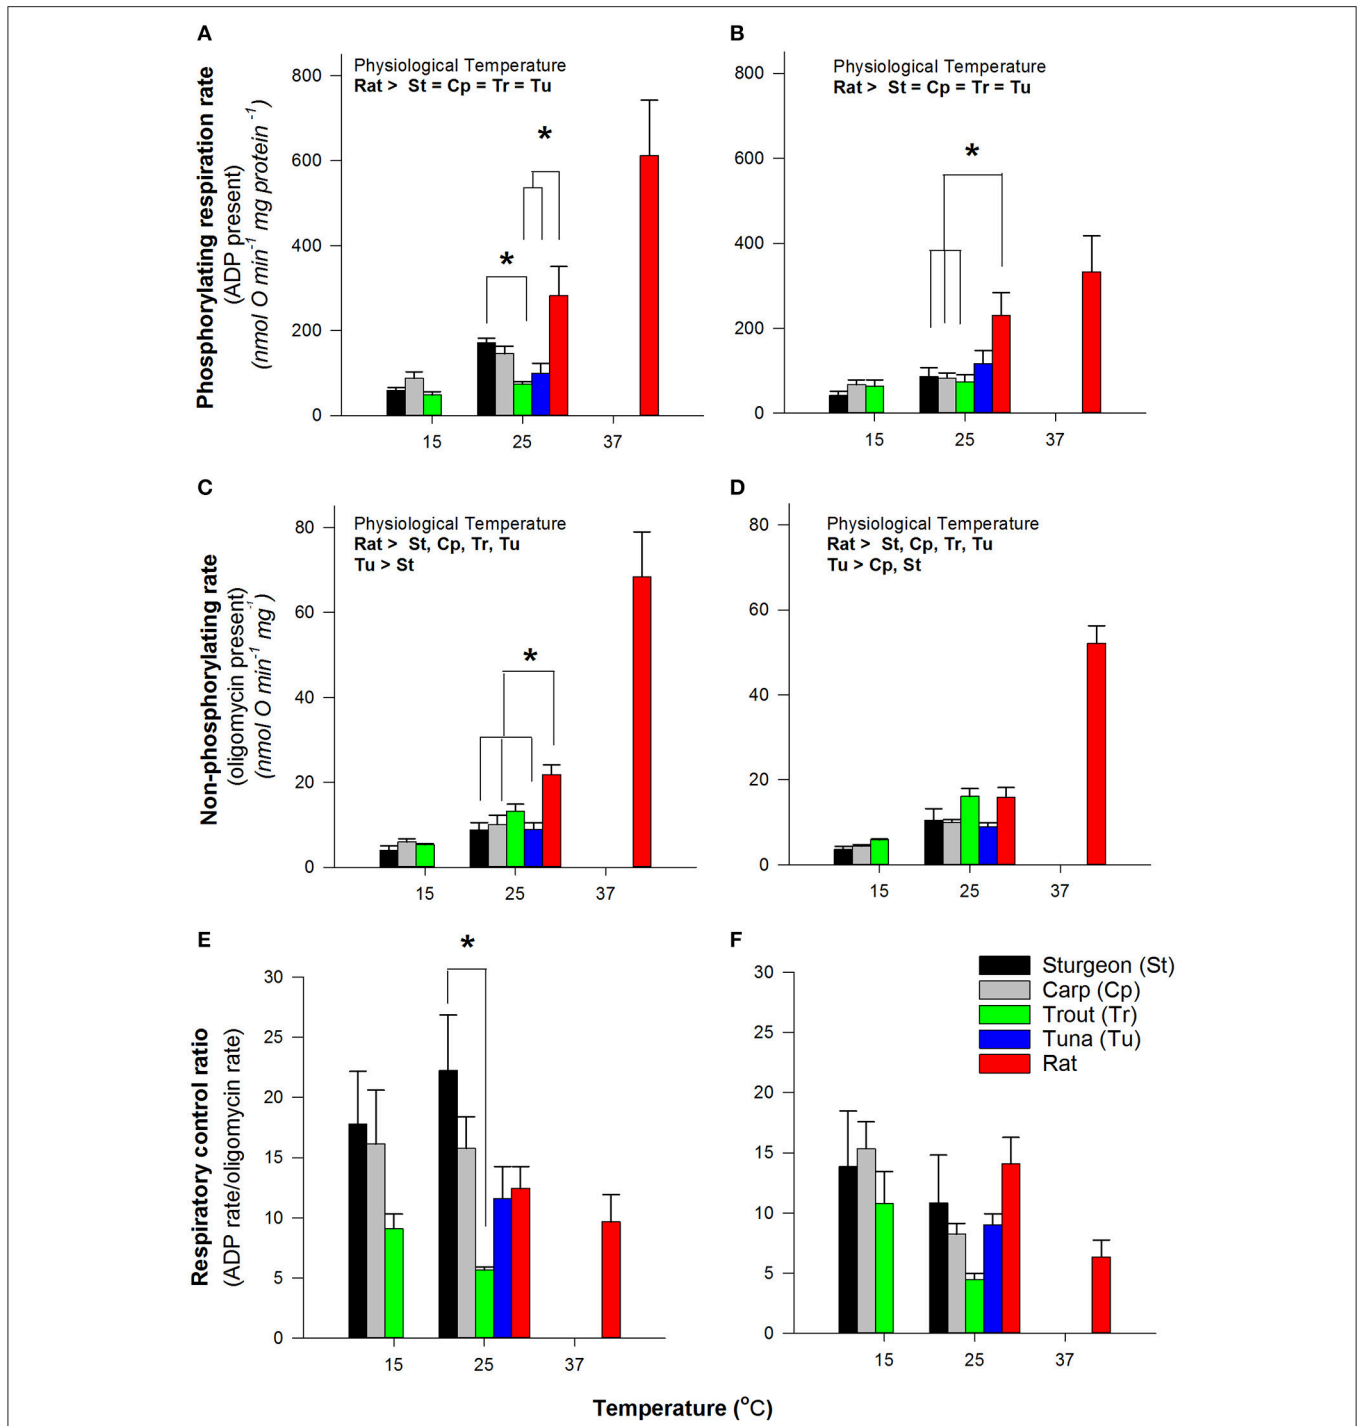 A
Physiological Temperature
Rat > St = Cp = Tr = Tu
Phosphorylating respiration rate
(ADP present)
(nmol O min⁻¹ mg protein ⁻¹)
800
600
400
200
0
*
*
15
25
37
B
Physiological Temperature
Rat > St = Cp = Tr = Tu
800
600
400
200
0
*
15
25
37
C
Physiological Temperature
Rat > St, Cp, Tr, Tu
Tu > St
Non-phosphorylating rate
(oligomycin present)
(nmol O min⁻¹ mg⁻¹)
80
60
40
20
0
*
15
25
37
D
Physiological Temperature
Rat > St, Cp, Tr, Tu
Tu > Cp, St
80
60
40
20
0
15
25
37
E
Respiratory control ratio
(ADP rate/oligomycin rate)
30
25
20
15
10
5
0
*
15
25
37
F
30
25
20
15
10
5
0
Sturgeon (St)
Carp (Cp)
Trout (Tr)
Tuna (Tu)
Rat
15
25
37
Temperature (°C)